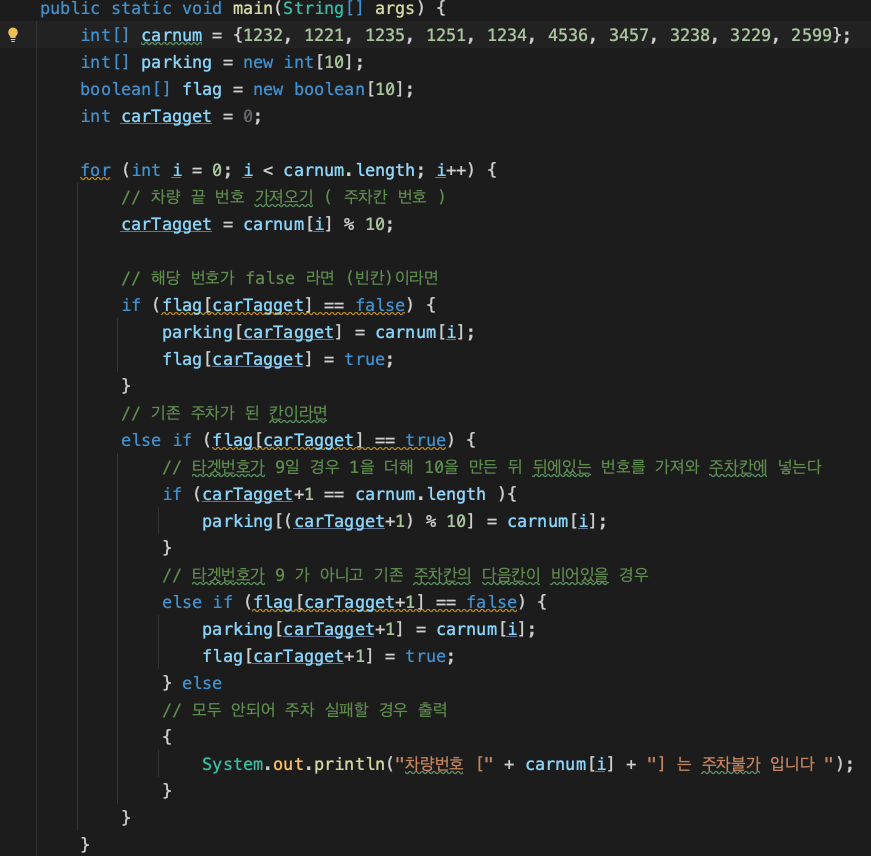 public static void main(String[] args) {
int[] carnum = {1232, 1221, 1235, 1251, 1234, 4536, 3457, 3238, 3229, 2599};
int[] parking = new int[10];
boolean[] flag = new boolean[10];
int carTagget = 0;
for (int i = 0; i < carnum.length; i++) {
// 차량 끝 번호 가져오기 ( 주차칸 번호 )
carTagget = carnum[i] % 10;
// 해당 번호가 false 라면 (빈칸)이라면
if (flag[carTagget] == false) {
parking[carTagget] = carnum[i];
flag[carTagget] = true;
}
// 기존 주차가 된 칸이라면
else if (flag[carTagget] == true) {
// 타겟번호가 9일 경우 1을 더해 10을 만든 뒤 뒤에있는 번호를 가져와 주차칸에 넣는다
if (carTagget+1 == carnum.length ){
parking[(carTagget+1) % 10] = carnum[i];
}
// 타겟번호가 9 가 아니고 기존 주차칸의 다음칸이 비어있을 경우
else if (flag[carTagget+1] == false) {
parking[carTagget+1] = carnum[i];
flag[carTagget+1] = true;
} else
// 모두 안되어 주차 실패할 경우 출력
{
System.out.println("차량번호 [" + carnum[i] + "] 는 주차불가 입니다 ");
}
}
}